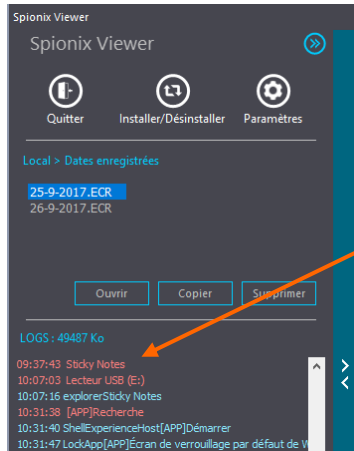 Spionix Viewer
Spionix Viewer
Quitter Installer/Désinstaller Paramètres
Local > Dates enregistrées
25-9-2017.ECR
26-9-2017.ECR
Ouvrir Copier Supprimer
LOGS : 49487 Ko
09:37:43 Sticky Notes
10:07:03 Lecteur USB (E:)
10:07:16 explorerSticky Notes
10:31:38 [APP]Recherche
10:31:40 ShellExperienceHost[APP]Démarrer
10:31:47 LockApp[APP]Écran de verrouillage par défaut de W